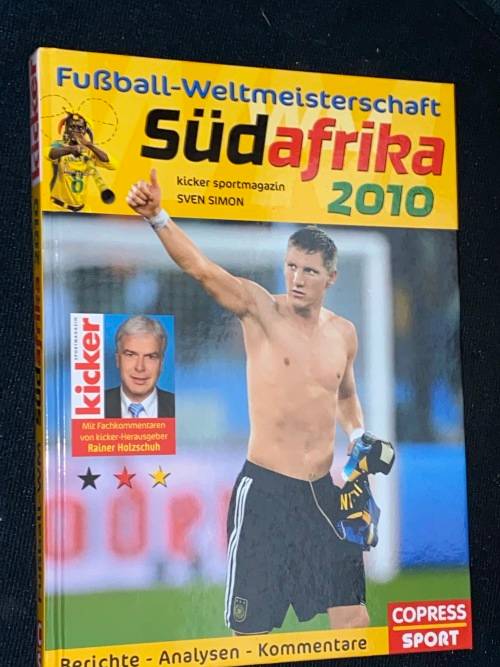 Fußball-Weltmeisterschaft
Südafrika
2010
kicker sportmagazin
SVEN SIMON
SPORTMAGAZIN
kicker
Mit Fachkommentaren
von kicker-Herausgeber
Rainer Holzschuh
COPRESS
SPORT
Berichte - Analysen - Kommentare